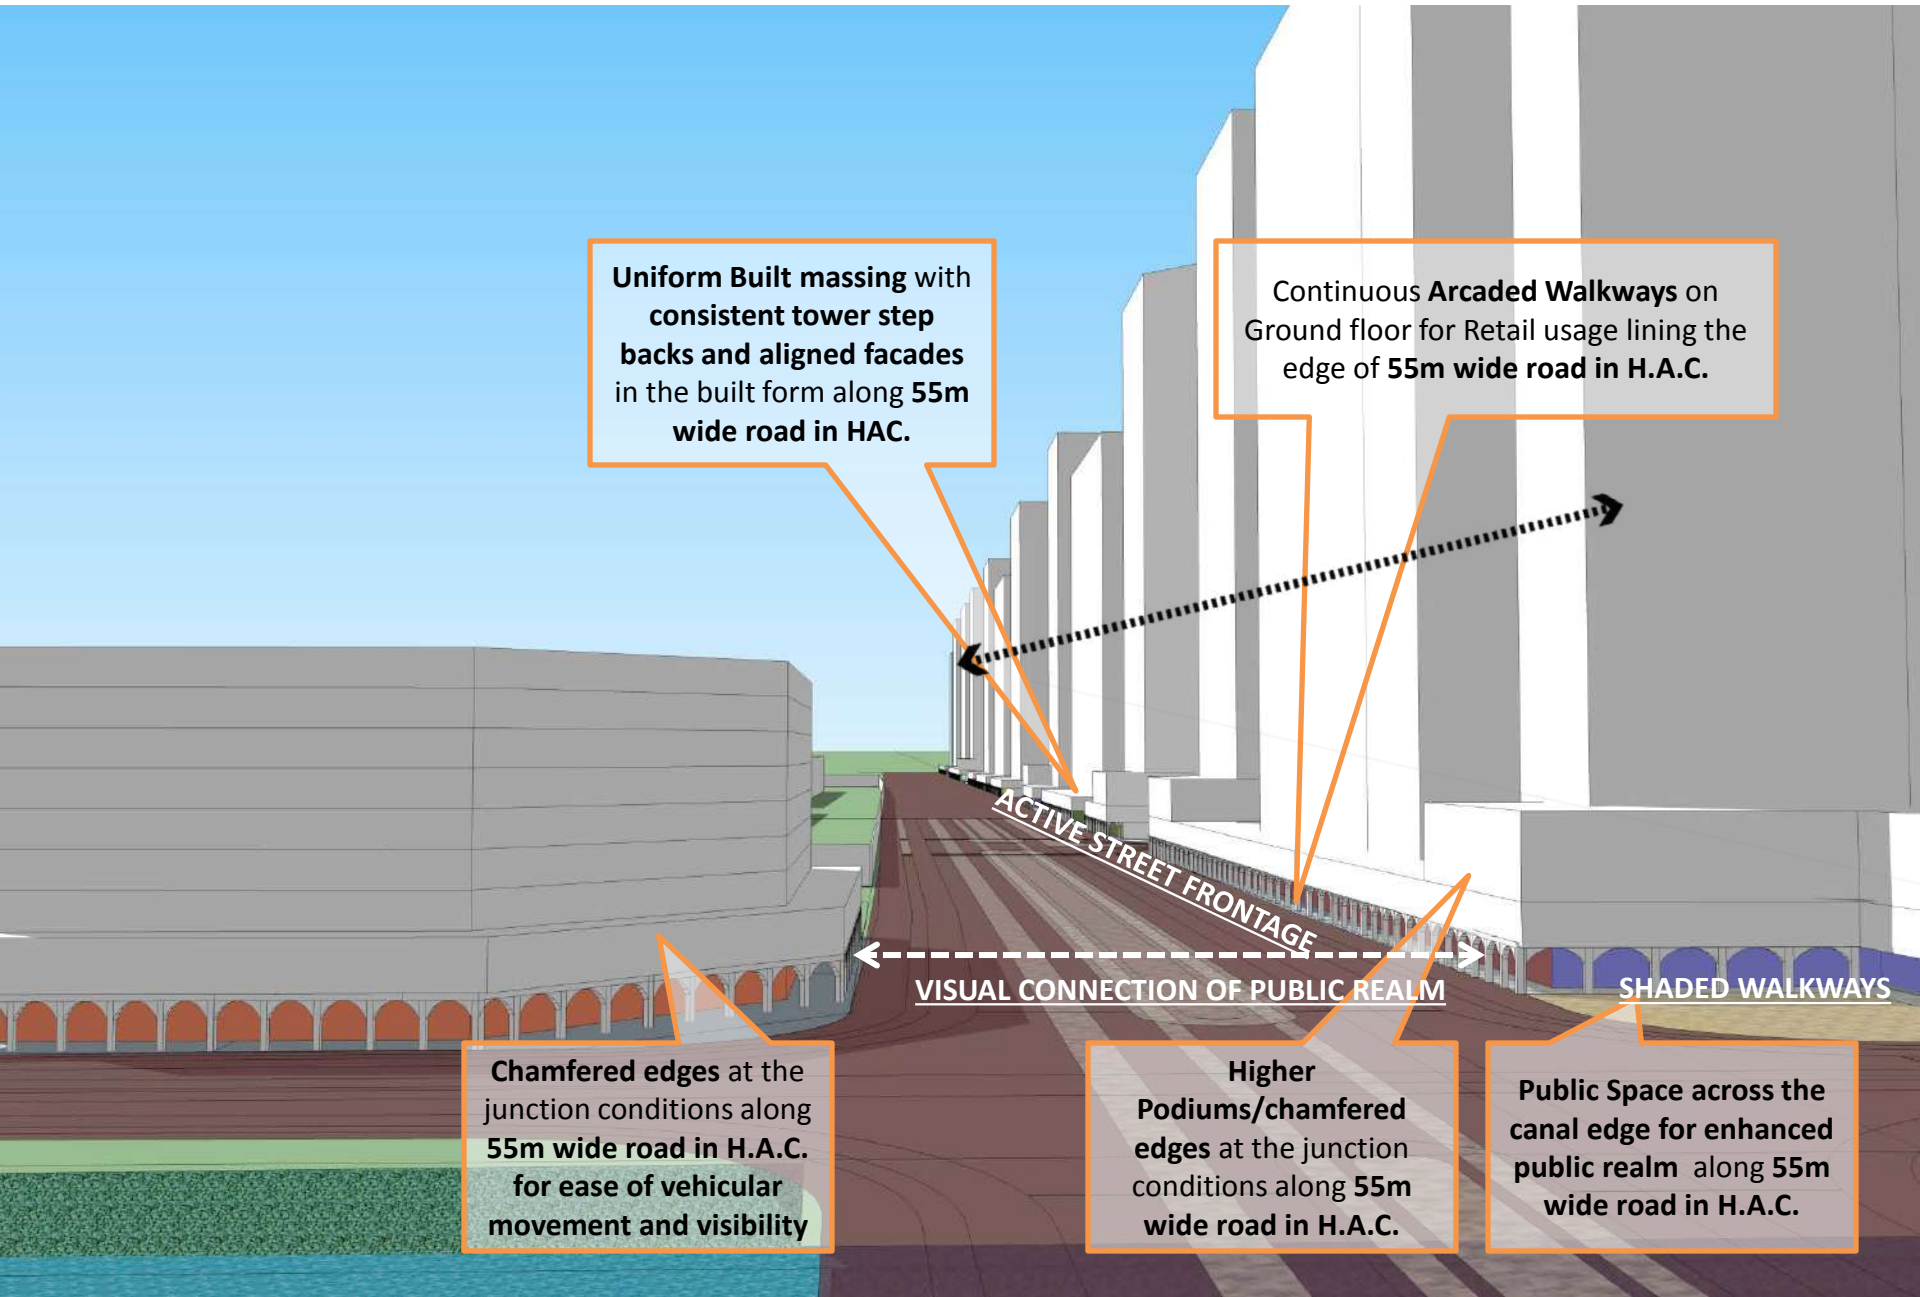 Uniform Built massing with
consistent tower step
backs and aligned facades
in the built form along 55m
wide road in HAC.
Continuous Arcaded Walkways on
Ground floor for Retail usage lining the
edge of 55m wide road in H.A.C.
ACTIVE STREET FRONTAGE
VISUAL CONNECTION OF PUBLIC REALM
SHADED WALKWAYS
Chamfered edges at the
junction conditions along
55m wide road in H.A.C.
for ease of vehicular
movement and visibility
Higher
Podiums/chamfered
edges at the junction
conditions along 55m
wide road in H.A.C.
Public Space across the
canal edge for enhanced
public realm along 55m
wide road in H.A.C.